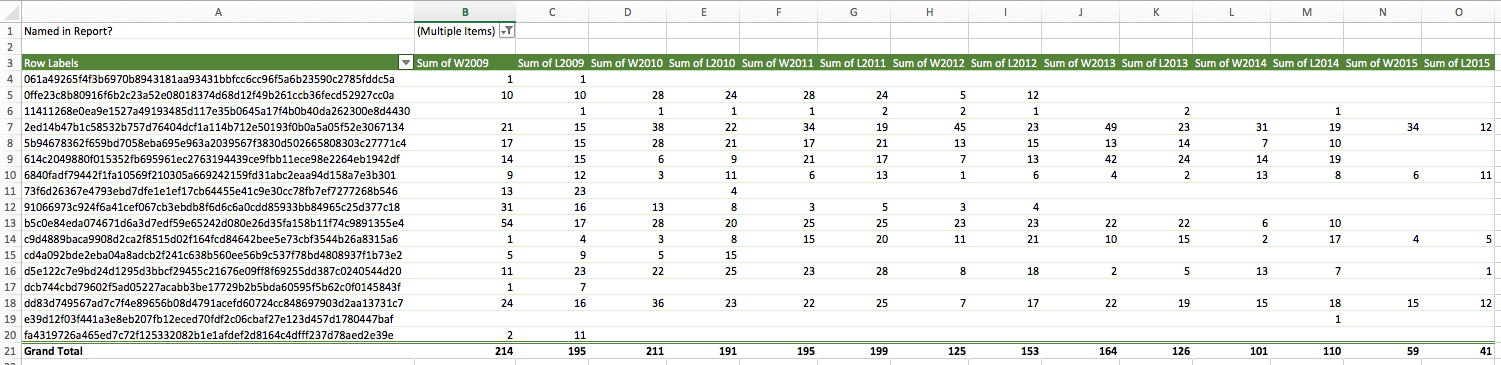 A B C D E F G H I J K L M N O
1 Named in Report? (Multiple Items)
2
3 Row Labels Sum of W2009 Sum of L2009 Sum of W2010 Sum of L2010 Sum of W2011 Sum of L2011 Sum of W2012 Sum of L2012 Sum of W2013 Sum of L2013 Sum of W2014 Sum of L2014 Sum of W2015 Sum of L2015
4 061a49265f4f3b6970b8943181aa93431bbfcc6cc96f5a6b23590c2785fddc5a 1 1
5 0ffe23c8b80916f6b2c23a52e08018374d68d12f49b261ccb36fecd52927cc0a 10 10 28 24 28 24 5 12
6 11411268e0ea9e1527a49193485d117e35b0645a17f4b0b40da262300e8d4430 1 1 1 1 2 2 1 2 1
7 2ed14b47b1c58532b757d76404dcf1a114b712e50193f0b0a5a05f52e3067134 21 15 38 22 34 19 45 23 49 23 31 19 34 12
8 5b94678362f659bd7058eba695e963a2039567f3830d502665808303c27771c4 17 15 28 21 17 21 13 15 13 14 7 10
9 614c2049880f015352fb695961ec2763194439ce9fbb11ece98e2264eb1942df 14 15 6 9 21 17 7 13 42 24 14 19
10 6840fadf79442f1fa10569f210305a669242159fd31abc2eaa94d158a7e3b301 9 12 3 11 6 13 1 6 4 2 13 8 6 11
11 73f6d26367e4793ebd7dfe1e1ef17cb64455e41c9e30cc78fb7ef7277268b546 13 23 4
12 91066973c924f6a41cef067cb3ebdb8f6d6c6a0cdd85933bb84965c25d377c18 31 16 13 8 3 5 3 4
13 b5c0e84eda074671d6a3d7edf59e65242d080e26d35fa158b11f74c9891355e4 54 17 28 20 25 25 23 23 22 22 6 10
14 c9d4889baca9908d2ca2f8515d02f164fcd84642bee5e73cbf3544b26a8315a6 1 4 3 8 15 20 11 21 10 15 2 17 4 5
15 cd4a092bde2eba04a8adcb2f241c638b560ee56b9c537f78bd4808937f1b73e2 5 9 5 15
16 d5e122c7e9bd24d1295d3bbcf29455c21676e09ff8f69255dd387c0240544d20 11 23 22 25 23 28 8 18 2 5 13 7 1
17 dcb744cbd79602f5ad05227acabb3be17729b2b5bda60595f5b62c0f0145843f 1 7
18 dd83d749567ad7c7f4e89656b08d4791acefd60724cc848697903d2aa13731c7 24 16 36 23 22 25 7 17 22 19 15 18 15 12
19 e39d12f03f441a3e8eb207fb12eced70fdf2c06cbaf27e123d457d1780447baf 1
20 fa4319726a465ed7c72f125332082b1e1afdef2d8164c4dfff237d78aed2e39e 2 11
21 Grand Total 214 195 211 191 195 199 125 153 164 126 101 110 59 41